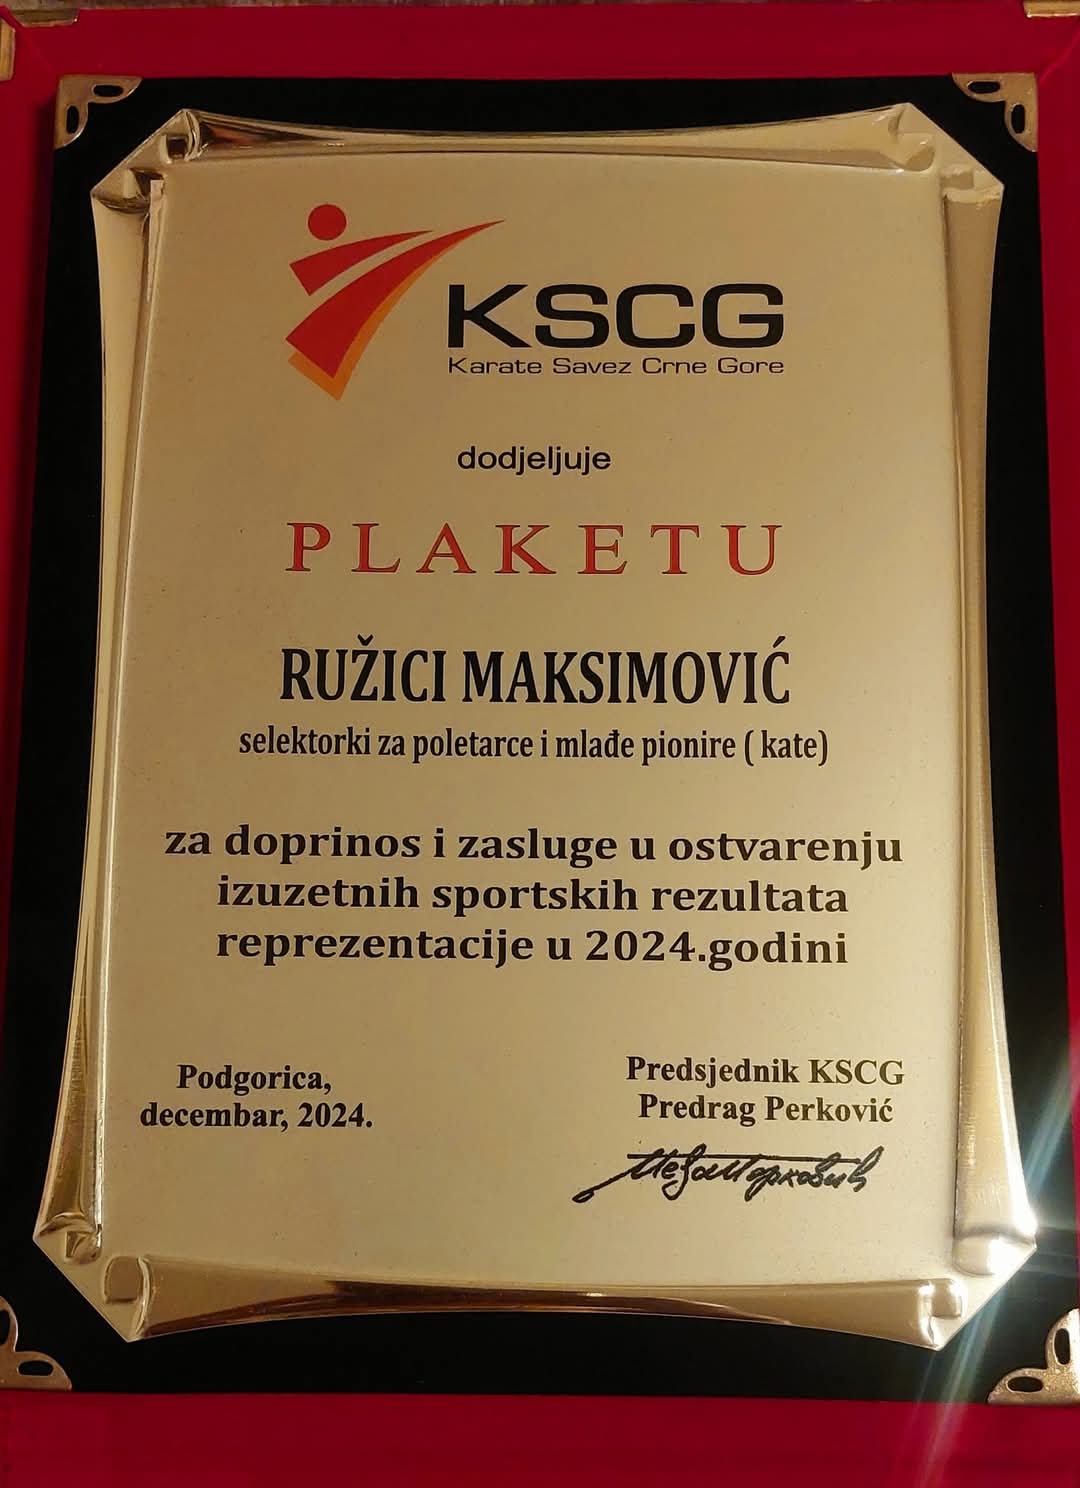 KSCG
Karate Savez Crne Gore
dodjeljuje
PLAKETU
RUŽICI MAKSIMOVIĆ
selektorki za poletarce i mlađe pionire ( kate)
za doprinos i zasluge u ostvarenju
izuzetnih sportskih rezultata
reprezentacije u 2024.godini
Podgorica,
decembar, 2024.
Predsjednik KSCG
Predrag Perković